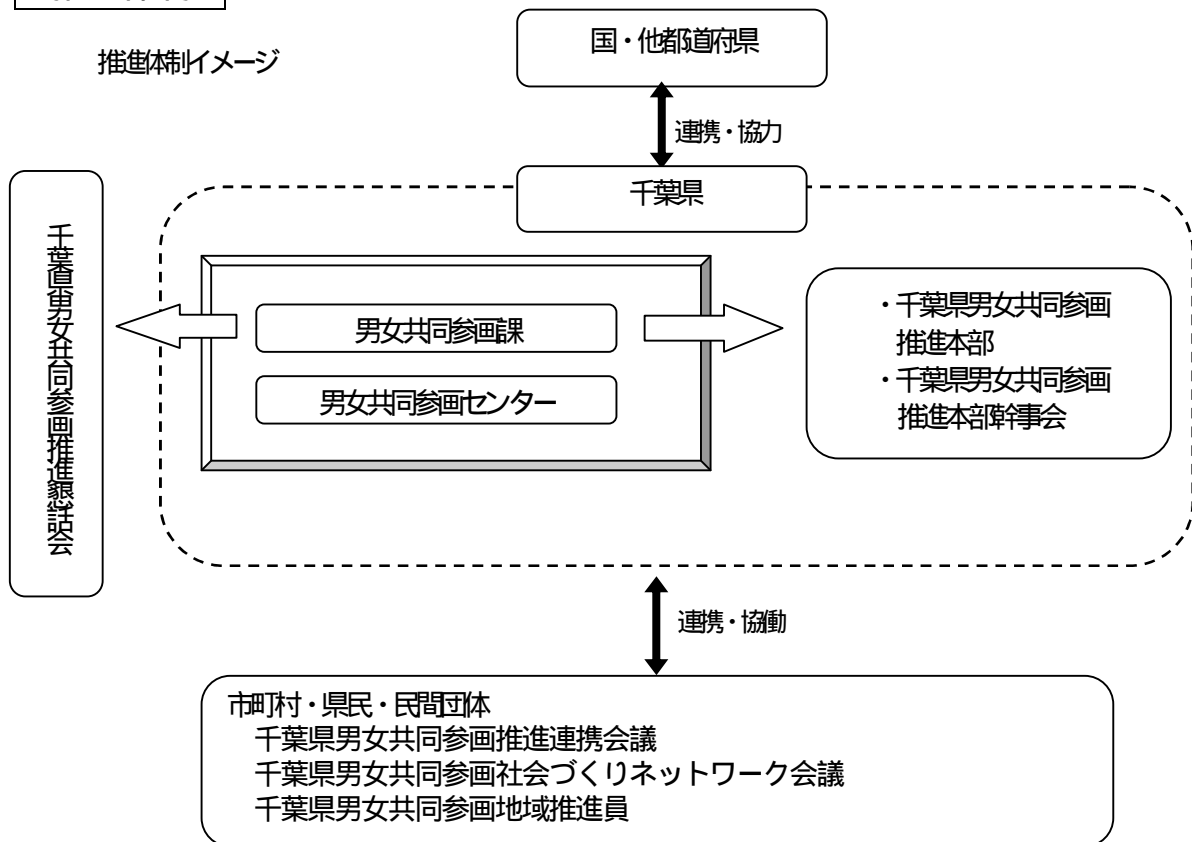 推進体制イメージ
国・他都道府県
連携・協力
千葉県
千葉県男女共同参画推進懇話会
男女共同参画課
男女共同参画センター
・千葉県男女共同参画
推進本部
・千葉県男女共同参画
推進本部幹事会
連携・協働
市町村・県民・民間団体
千葉県男女共同参画推進連携会議
千葉県男女共同参画社会づくりネットワーク会議
千葉県男女共同参画地域推進員